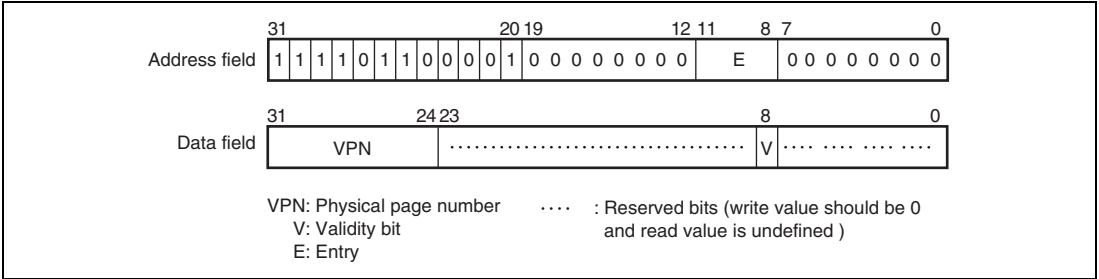 31 20 19 12 11 8 7 0
Address field 1 1 1 1 0 1 1 0 0 0 0 1 0 0 0 0 0 0 0 0 E 0 0 0 0 0 0 0 0
31 24 23 8 0
Data field VPN ................................... V .... .... .... ....
VPN: Physical page number .... : Reserved bits (write value should be 0
V: Validity bit and read value is undefined )
E: Entry